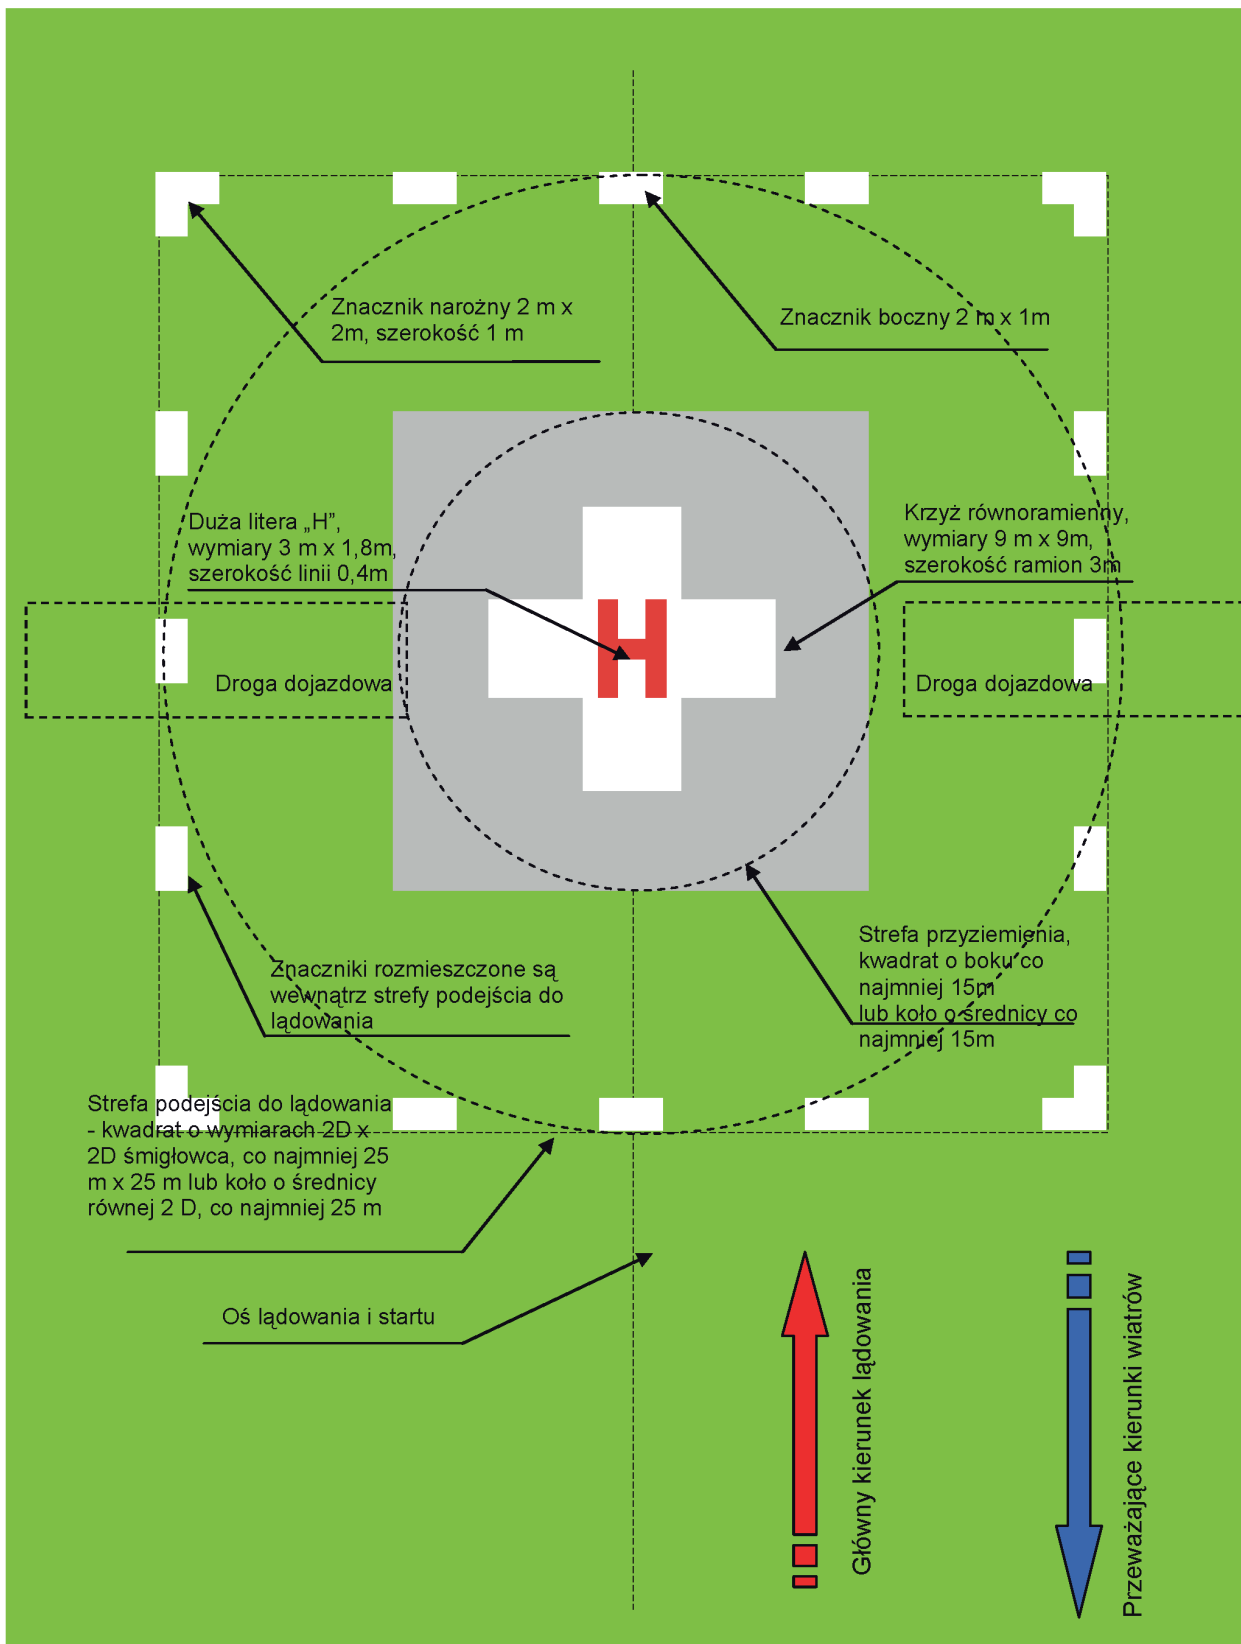 Znacznik narożny 2 m x
2m, szerokość 1 m
Znacznik boczny 2 m x 1m
Duża litera „H”,
wymiary 3 m x 1,8m,
szerokość linii 0,4m
Krzyż równoramienny,
wymiary 9 m x 9m,
szerokość ramion 3m
H
Droga dojazdowa
Droga dojazdowa
Strefa przyziemienia,
kwadrat o boku co
najmniej 15m
lub koło o średnicy co
najmniej 15m
Znaczniki rozmieszczone są
wewnątrz strefy podejścia do
lądowania
Strefa podejścia do lądowania
- kwadrat o wymiarach 2D x
2D śmigłowca, co najmniej 25
m x 25 m lub koło o średnicy
równej 2 D, co najmniej 25 m
Oś lądowania i startu
Główny kierunek lądowania
Przeważające kierunki wiatrów